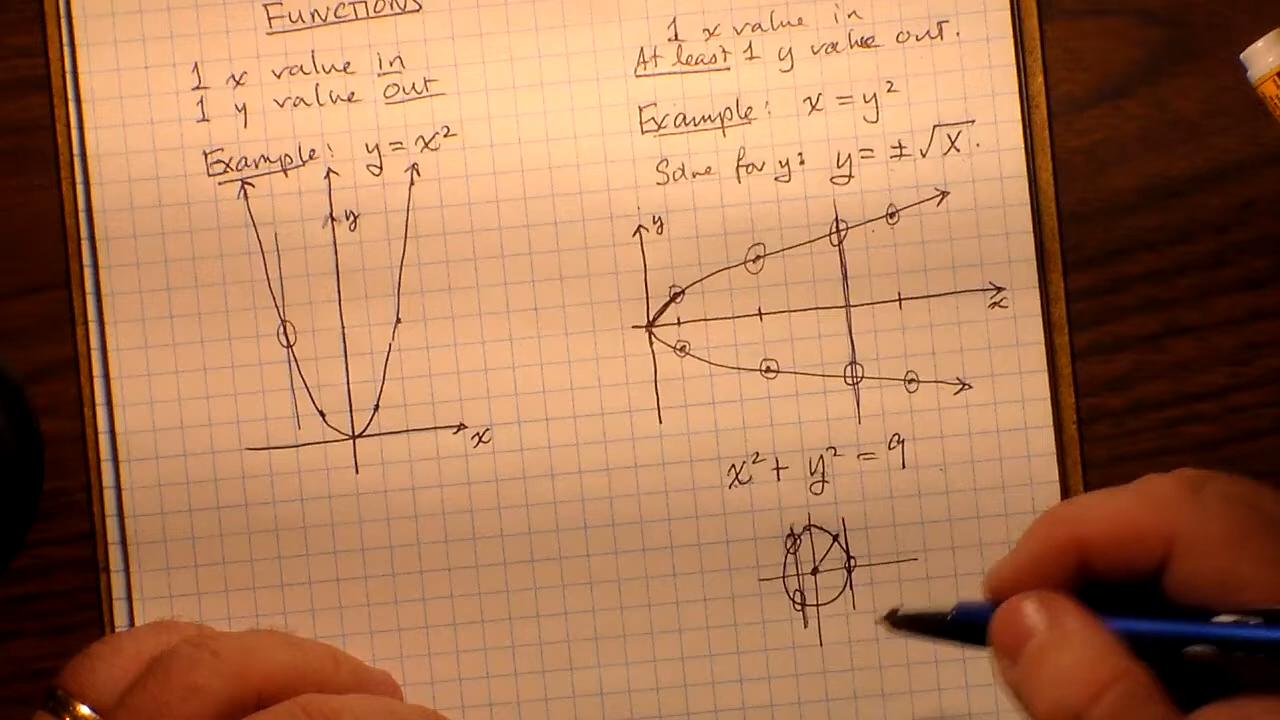 FUNCTIONS
1 x value in
1 y value out
Example: y = x²
y
x
1 x value in
At least 1 y value out.
Example: x = y²
Solve for y: y = ±√x.
y
x
x² + y² = 9